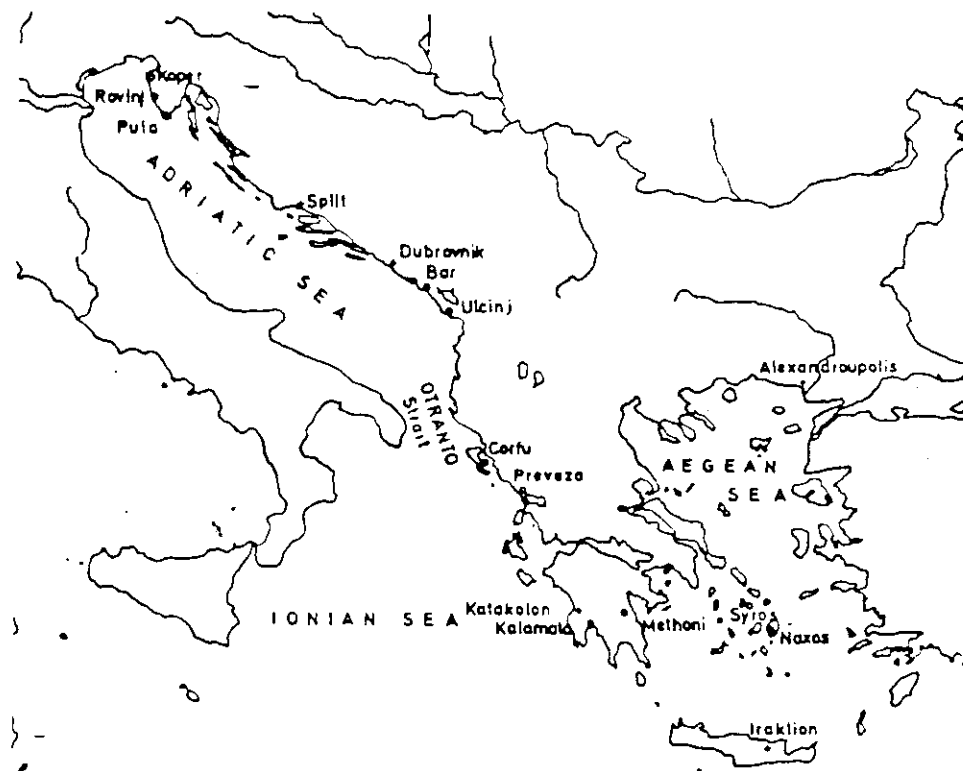 Koper
Rovinj
Pula
ADRIATIC SEA
Split
Dubrovnik
Bar
Ulcinj
Alexandroupolis
OTRANTO
Strait
Corfu
Preveza
AEGEAN
SEA
IONIAN SEA
Katakolon
Kalamata
Methoni
Syros
Naxos
Iraklion